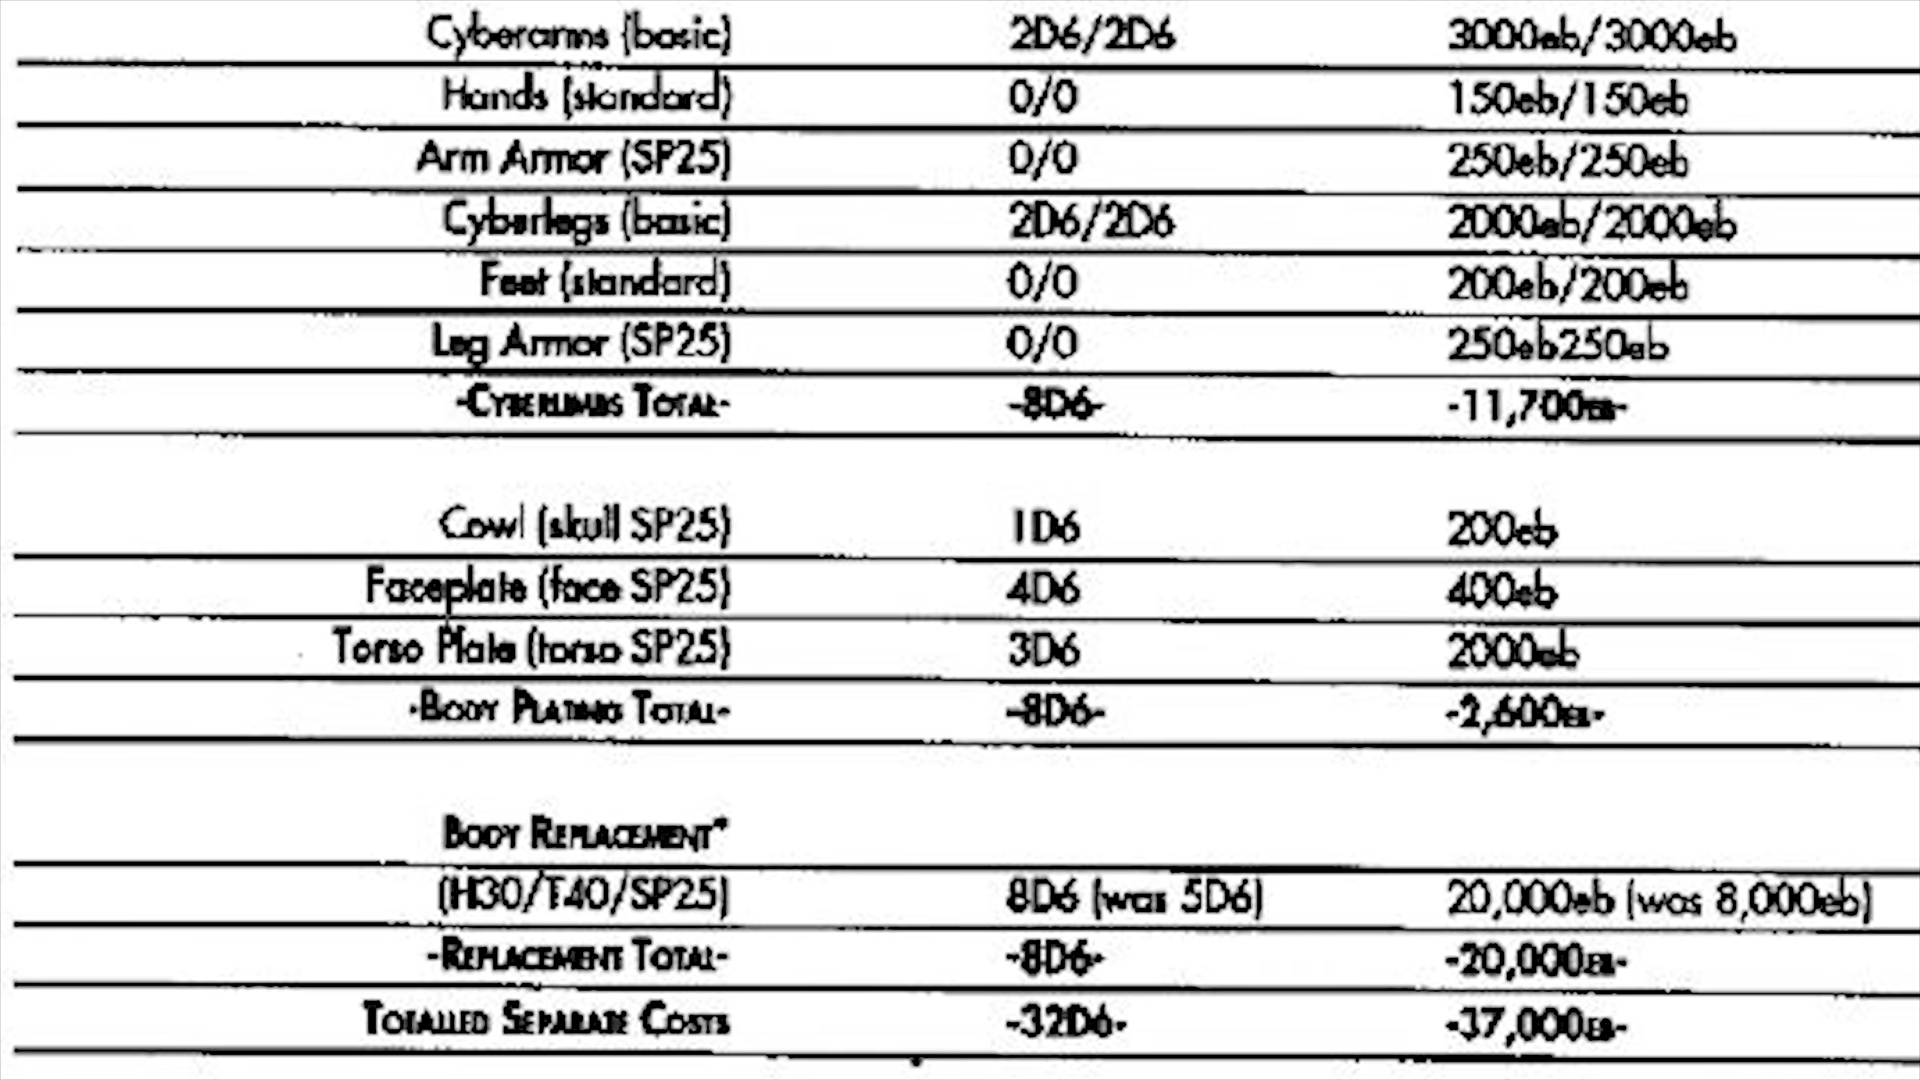 Cyberarms (basic) 2D6/2D6 3000eb/3000eb
Hands (standard) 0/0 150eb/150eb
Arm Armor (SP25) 0/0 250eb/250eb
Cyberlegs (basic) 2D6/2D6 2000eb/2000eb
Feet (standard) 0/0 200eb/200eb
Leg Armor (SP25) 0/0 250eb250eb
-CYBERLIMBS TOTAL- -8D6- -11,700EB-
Cowl (skull SP25) 1D6 200eb
Faceplate (face SP25) 4D6 400eb
Torso Plate (torso SP25) 3D6 2000eb
-BODY PLATING TOTAL- -8D6- -2,600EB-
BODY REPLACEMENT*
(H30/T40/SP25) 8D6 (was 5D6) 20,000eb (was 8,000eb)
-REPLACEMENT TOTAL- -8D6- -20,000EB-
TOTALLED SEPARATE COSTS -32D6- -37,000EB-